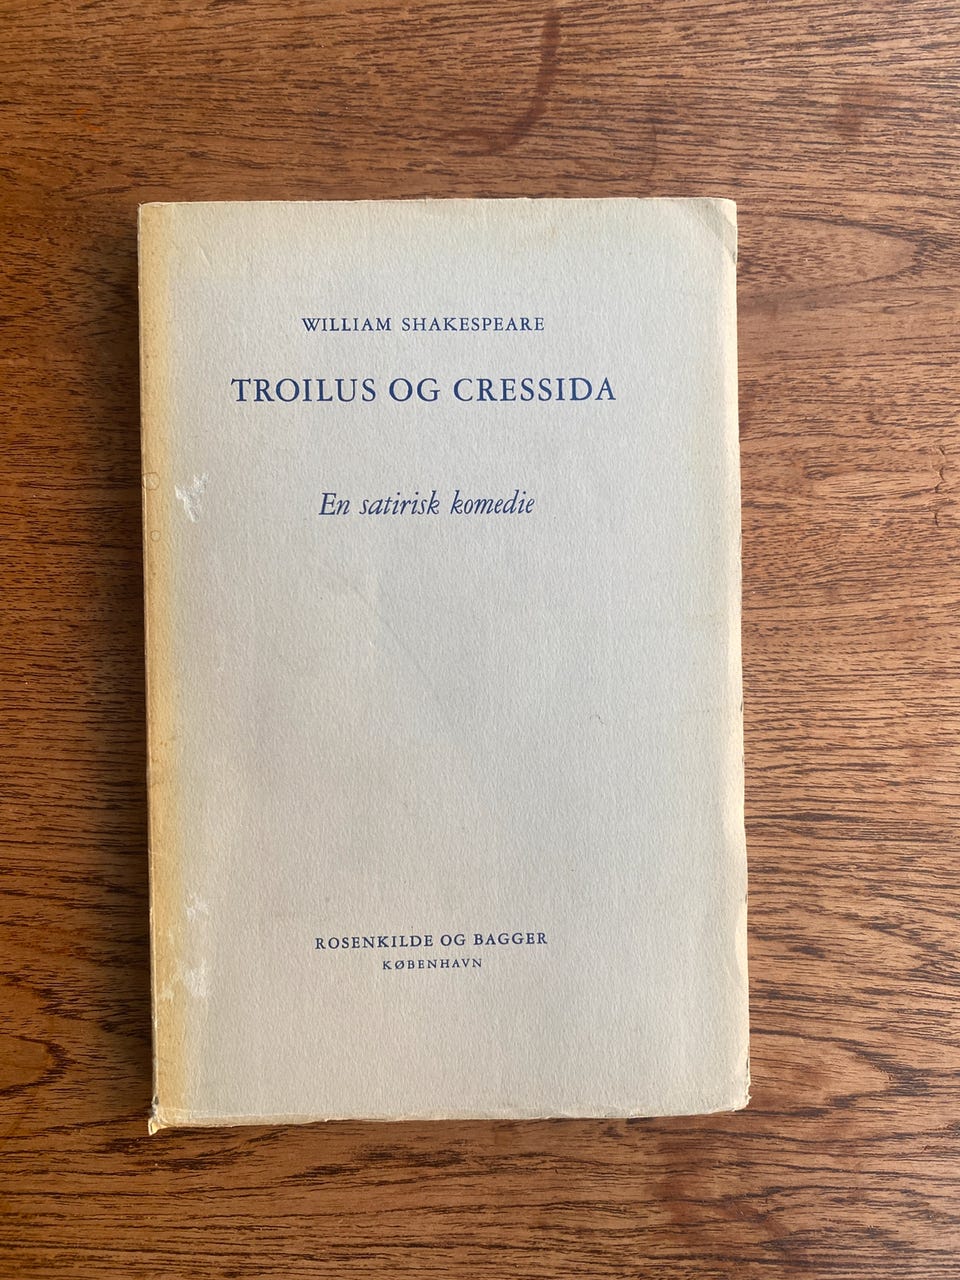 WILLIAM SHAKESPEARE
TROILUS OG CRESSIDA
En satirisk komedie
ROSENKILDE OG BAGGER
KØBENHAVN